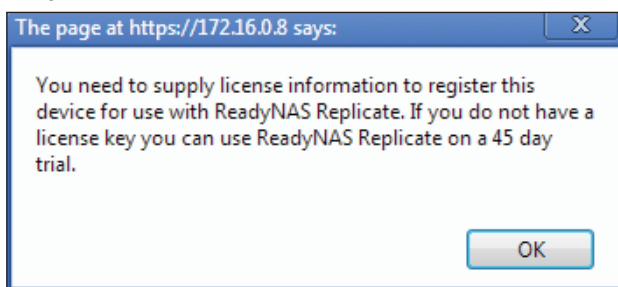 The page at https://172.16.0.8 says:
You need to supply license information to register this
device for use with ReadyNAS Replicate. If you do not have a
license key you can use ReadyNAS Replicate on a 45 day
trial.
OK